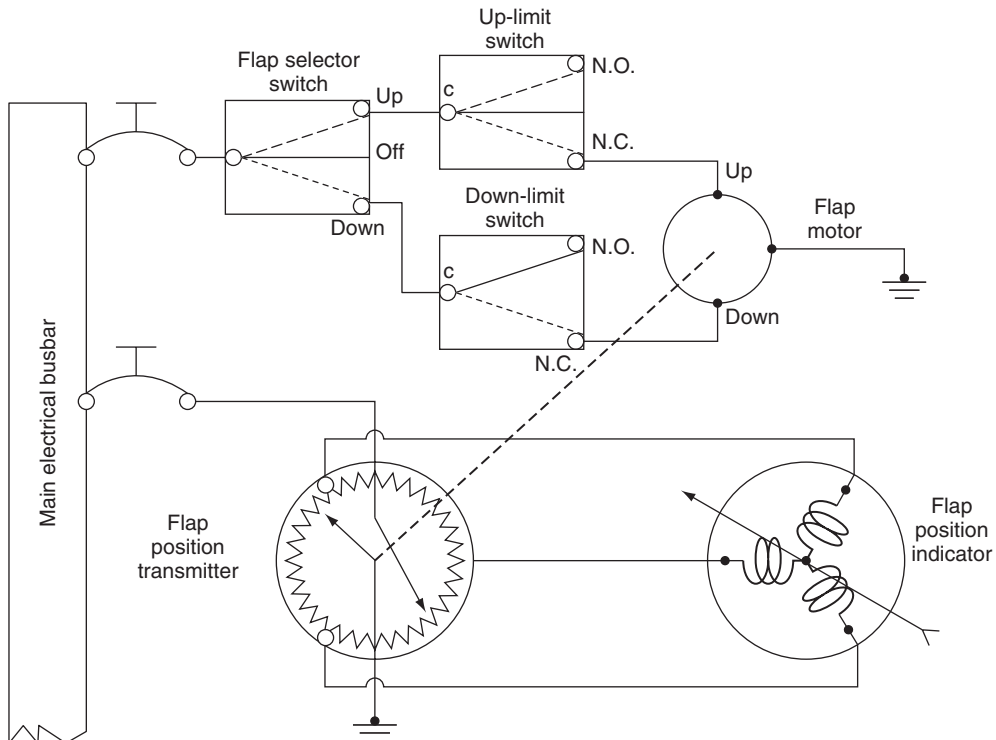 Up-limit
switch
Flap selector
switch
N.O.
Up
c
Off
N.C.
Down-limit
switch
Up
Down
Flap
motor
N.O.
c
Down
N.C.
Main electrical busbar
Flap
position
transmitter
Flap
position
indicator